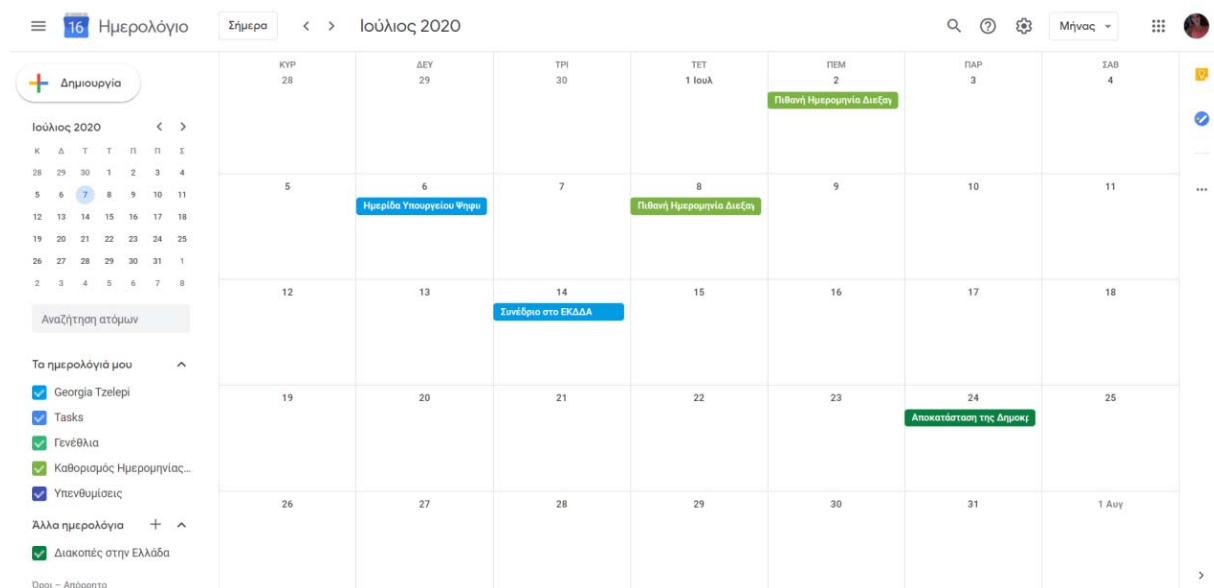 16 Ημερολόγιο
Σήμερα
Ιούλιος 2020
Μήνας
Δημιουργία
Ιούλιος 2020
Κ Δ Τ Τ Π Π Σ
28 29 30 1 2 3 4
5 6 7 8 9 10 11
12 13 14 15 16 17 18
19 20 21 22 23 24 25
26 27 28 29 30 31 1
2 3 4 5 6 7 8
Αναζήτηση ατόμων
Τα ημερολόγιά μου
Georgia Tzelepi
Tasks
Γενέθλια
Καθορισμός Ημερομηνίας...
Υπενθυμίσεις
Άλλα ημερολόγια
Διακοπές στην Ελλάδα
Όροι – Απόρρητο
ΚΥΡ ΔΕΥ ΤΡΙ ΤΕΤ ΠΕΜ ΠΑΡ ΣΑΒ
28 29 30 1 Ιουλ 2 3 4
Πιθανή Ημερομηνία Διεξαγ
5 6 7 8 9 10 11
Ημερίδα Υπουργείου Ψηφι Πιθανή Ημερομηνία Διεξαγ
12 13 14 15 16 17 18
Συνέδριο στο ΕΚΔΔΑ
19 20 21 22 23 24 25
Αποκατάσταση της Δημοκρ
26 27 28 29 30 31 1 Αυγ